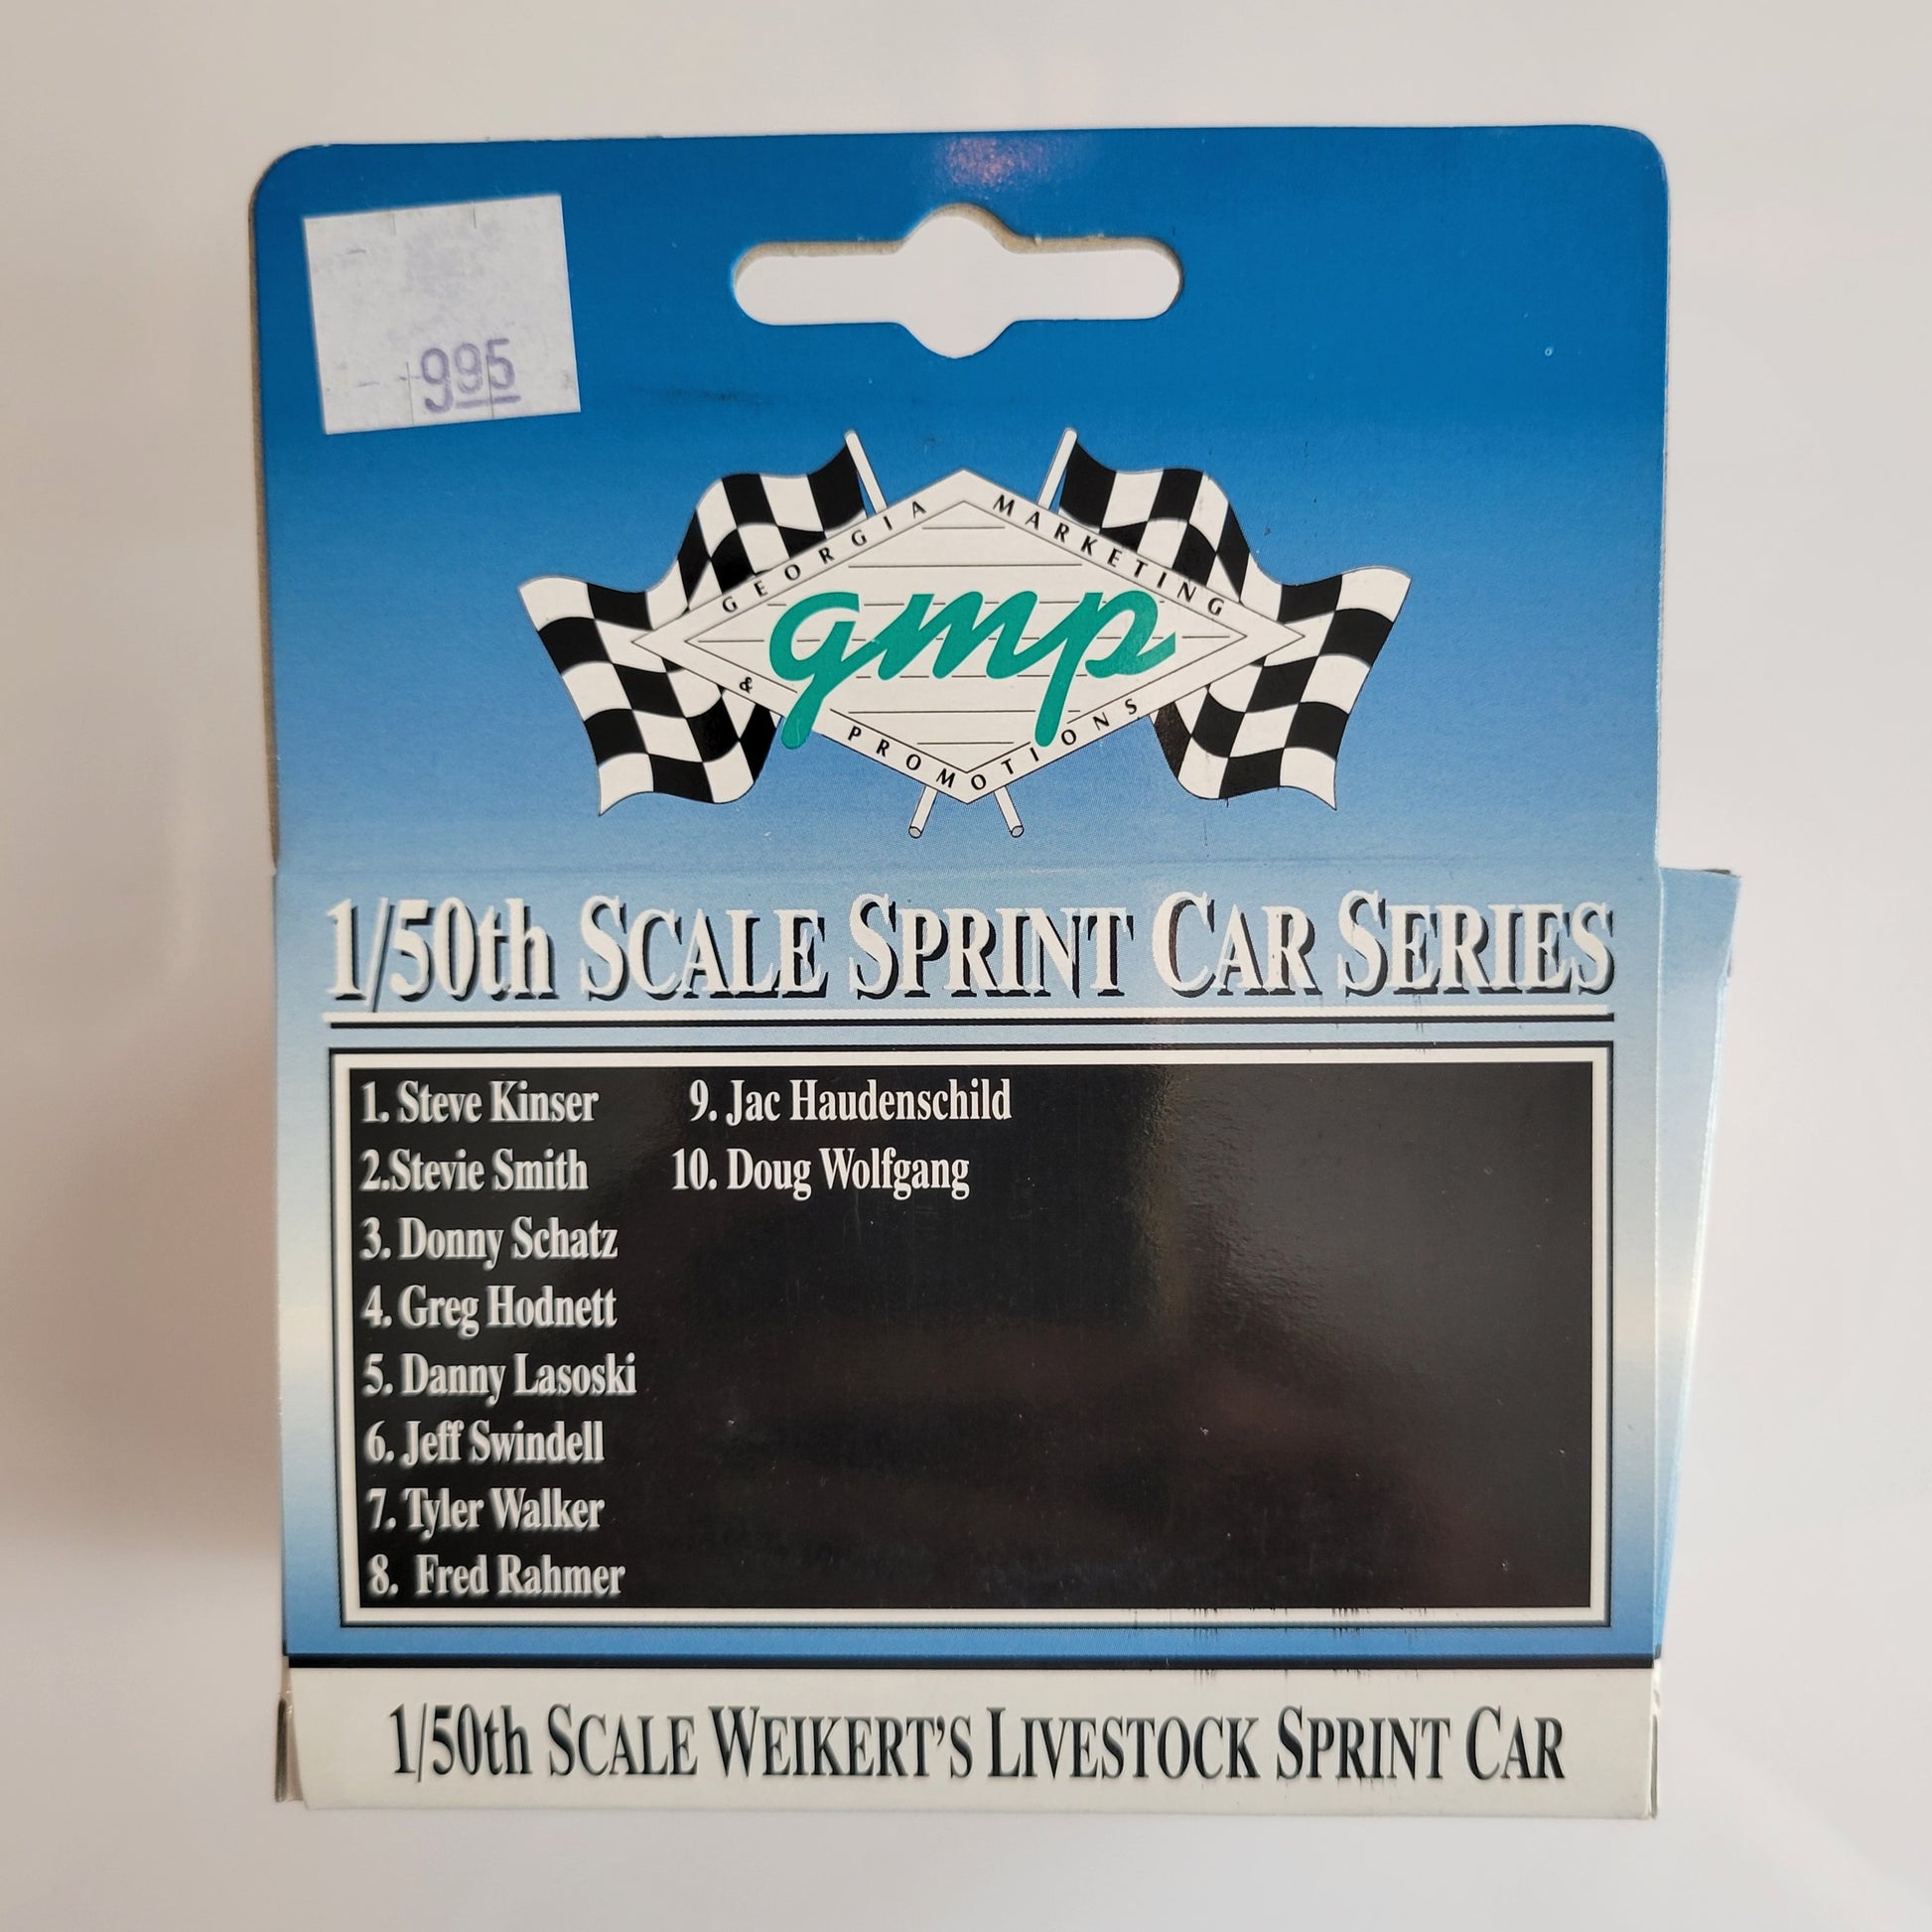 995
GEORGIA MARKETING
gmp
& PROMOTIONS
1/50th SCALE SPRINT CAR SERIES
1. Steve Kinser
2.Stevie Smith
3. Donny Schatz
4. Greg Hodnett
5. Danny Lasoski
6. Jeff Swindell
7. Tyler Walker
8. Fred Rahmer
9. Jac Haudenschild
10. Doug Wolfgang
1/50th SCALE WEIKERT'S LIVESTOCK SPRINT CAR